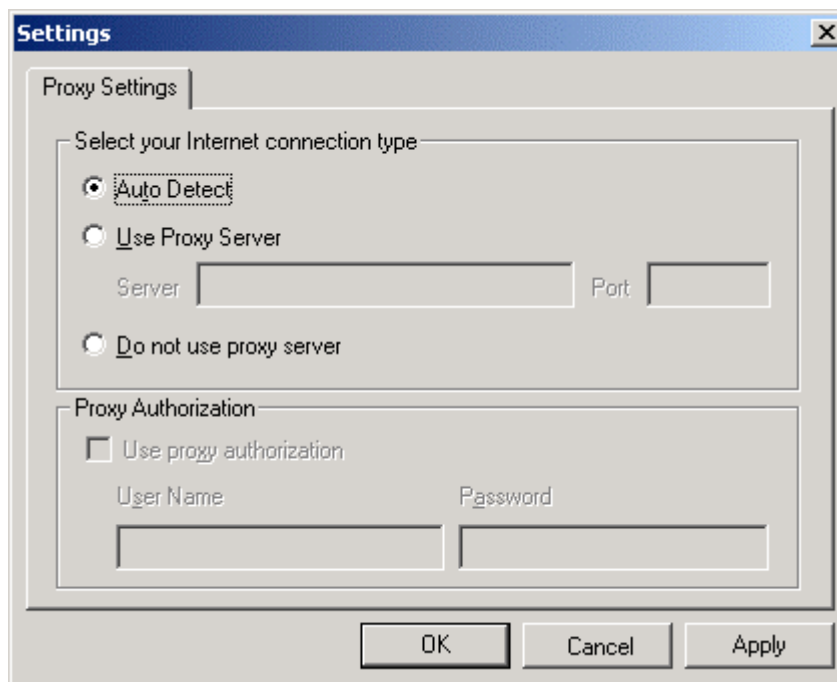 Settings
Proxy Settings
Select your Internet connection type
Auto Detect
Use Proxy Server
Server Port
Do not use proxy server
Proxy Authorization
Use proxy authorization
User Name Password
OK Cancel Apply